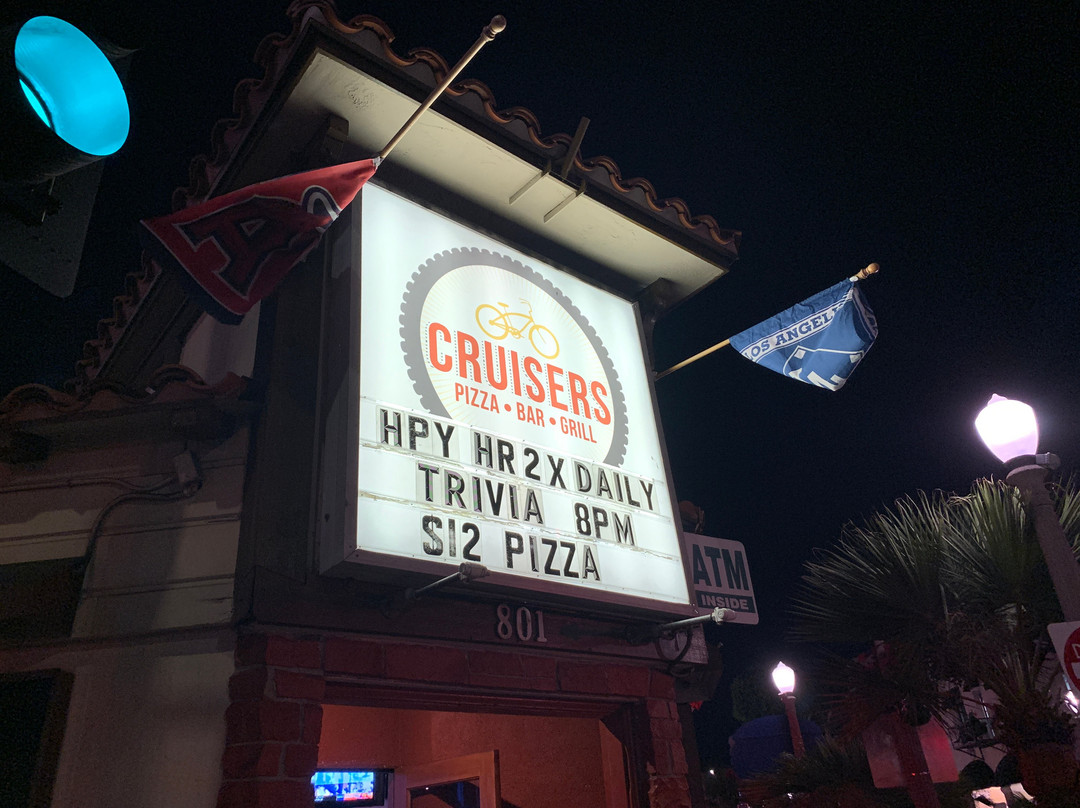 A
LOS ANGELES
CRUISERS
PIZZA • BAR • GRILL
HPY HR 2X DAILY
TRIVIA 8PM
$12 PIZZA
ATM
INSIDE
801